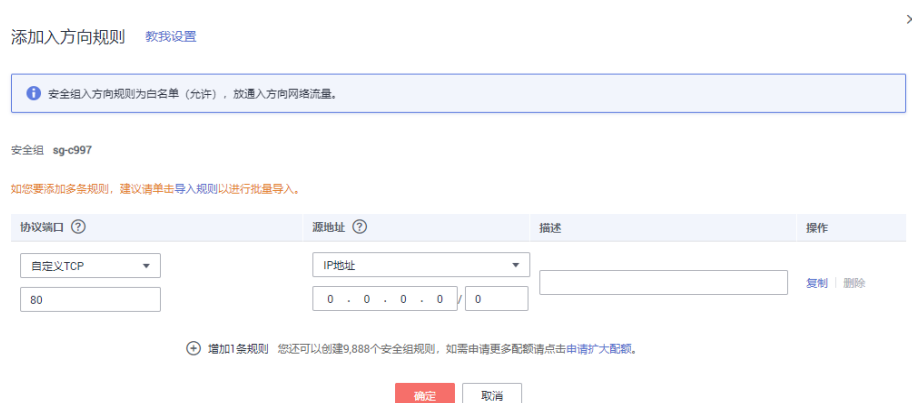 添加入方向规则 教我设置
安全组入方向规则为白名单（允许），放通入方向网络流量。
安全组 sg-c997
如您要添加多条规则，建议请单击导入规则以进行批量导入。
协议端口 ? 源地址 ? 描述 操作
自定义TCP IP地址
复制 删除
80 0 . 0 . 0 . 0 / 0
增加1条规则 您还可以创建9,888个安全组规则，如需申请更多配额请点击申请扩大配额。
确定 取消